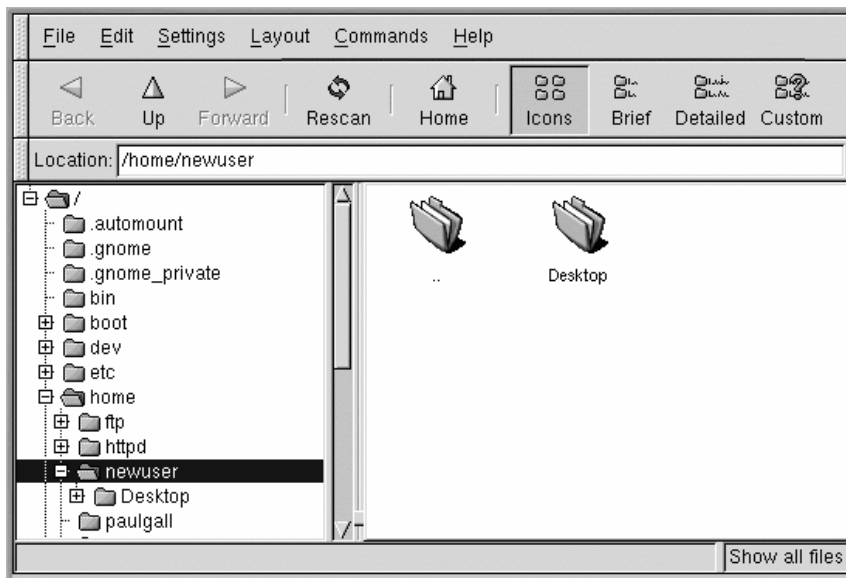 File Edit Settings Layout Commands Help
Back Up Forward Rescan Home Icons Brief Detailed Custom
Location: /home/newuser
/
.automount
.gnome
.gnome_private
bin
boot
dev
etc
home
ftp
httpd
newuser
Desktop
paulgall
.. Desktop
Show all files